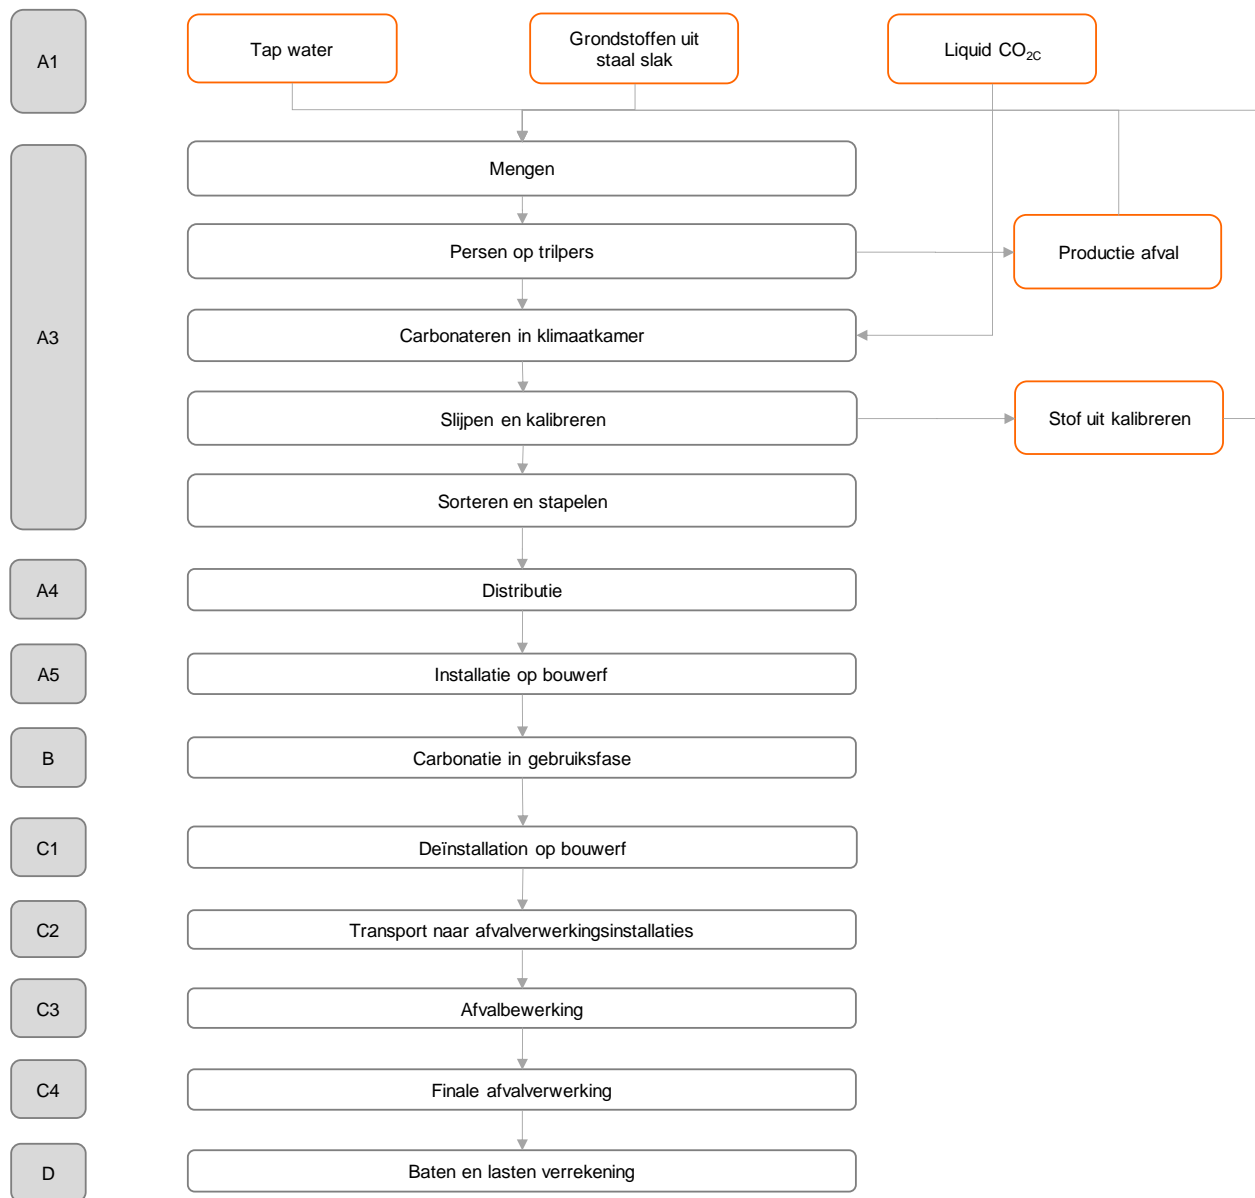 A1
Tap water
Grondstoffen uit
staal slak
Liquid CO2C
A3
Mengen
Persen op trilpers
Productie afval
Carbonateren in klimaatkamer
Slijpen en kalibreren
Stof uit kalibreren
Sorteren en stapelen
A4
Distributie
A5
Installatie op bouwerf
B
Carbonatie in gebruiksfase
C1
Deïnstallation op bouwerf
C2
Transport naar afvalverwerkingsinstallaties
C3
Afvalbewerking
C4
Finale afvalverwerking
D
Baten en lasten verrekening